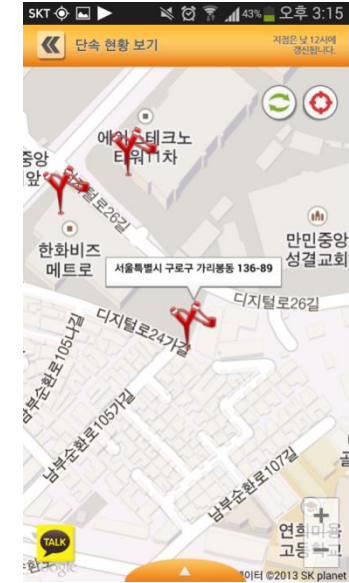 SKT
43%
오후 3:15
단속 현황 보기
지점은 낮 12시에
갱신됩니다.
에이스테크노
타워11차
중앙
앞
디지털로26길
한화비즈
메트로
만민중앙
성결교회
서울특별시 구로구 가리봉동 136-89
디지털로26길
디지털로24가길
남부순환로105나길
남부순환로105가길
남부순환로107길
TALK
연희미용
고등학교
©2013 SK planet